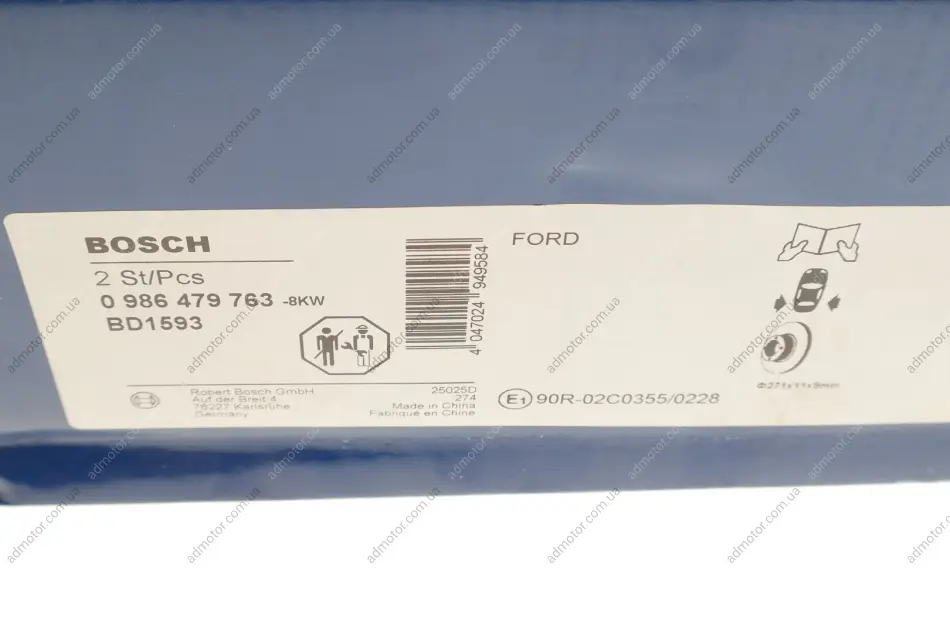 BOSCH
2 St/Pcs
0 986 479 763 -8KW
BD1593
4 047024 949584
FORD
Robert Bosch GmbH
Auf der Breit 4
76227 Karlsruhe
Germany
25025D
274
Made in China
Fabriqué en Chine
E1 90R-02C0355/0228
Φ271x11x9mm
admotor.com.ua